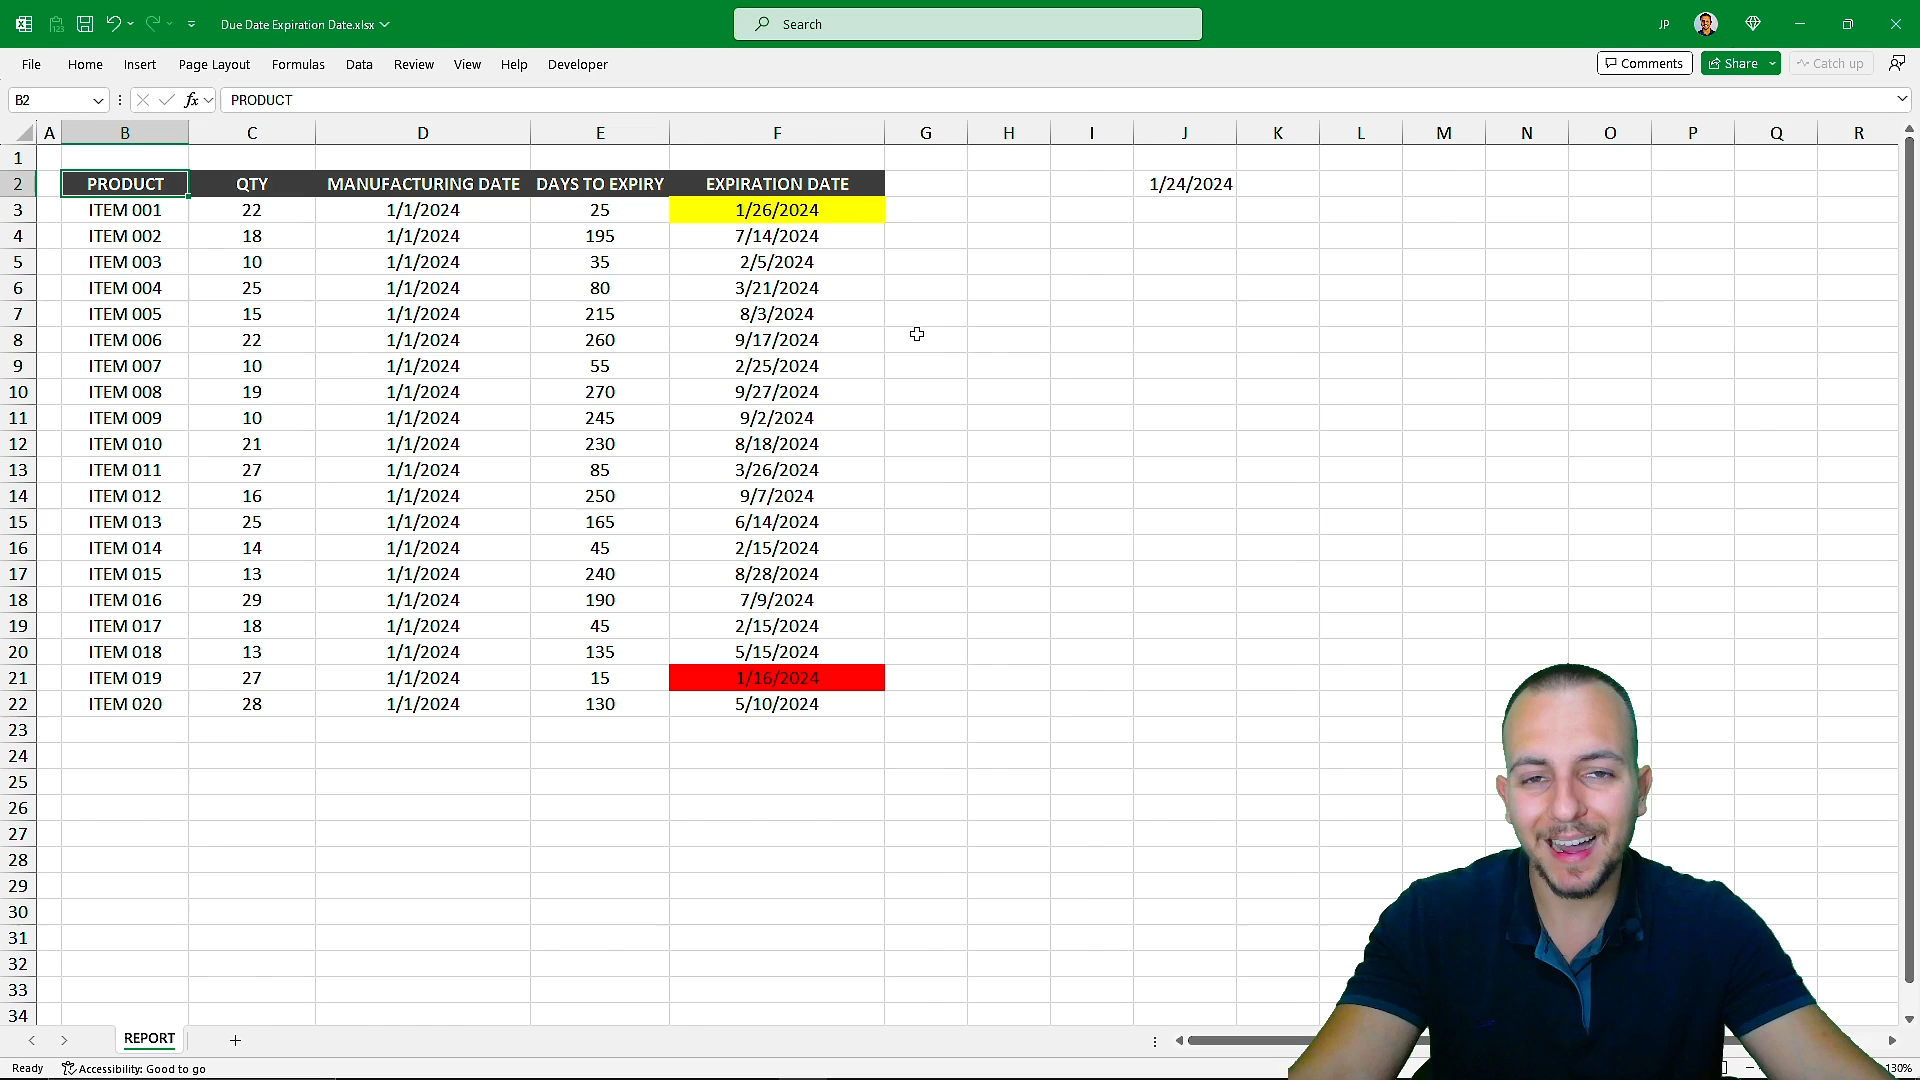 Due Date Expiration Date.xlsx
Search
JP
File Home Insert Page Layout Formulas Data Review View Help Developer
Comments Share Catch up
B2 fx PRODUCT
A B C D E F G H I J K L M N O P Q R
1
2 PRODUCT QTY MANUFACTURING DATE DAYS TO EXPIRY EXPIRATION DATE 1/24/2024
3 ITEM 001 22 1/1/2024 25 1/26/2024
4 ITEM 002 18 1/1/2024 195 7/14/2024
5 ITEM 003 10 1/1/2024 35 2/5/2024
6 ITEM 004 25 1/1/2024 80 3/21/2024
7 ITEM 005 15 1/1/2024 215 8/3/2024
8 ITEM 006 22 1/1/2024 260 9/17/2024
9 ITEM 007 10 1/1/2024 55 2/25/2024
10 ITEM 008 19 1/1/2024 270 9/27/2024
11 ITEM 009 10 1/1/2024 245 9/2/2024
12 ITEM 010 21 1/1/2024 230 8/18/2024
13 ITEM 011 27 1/1/2024 85 3/26/2024
14 ITEM 012 16 1/1/2024 250 9/7/2024
15 ITEM 013 25 1/1/2024 165 6/14/2024
16 ITEM 014 14 1/1/2024 45 2/15/2024
17 ITEM 015 13 1/1/2024 240 8/28/2024
18 ITEM 016 29 1/1/2024 190 7/9/2024
19 ITEM 017 18 1/1/2024 45 2/15/2024
20 ITEM 018 13 1/1/2024 135 5/15/2024
21 ITEM 019 27 1/1/2024 15 1/16/2024
22 ITEM 020 28 1/1/2024 130 5/10/2024
23
24
25
26
27
28
29
30
31
32
33
34
REPORT
Ready Accessibility: Good to go 130%